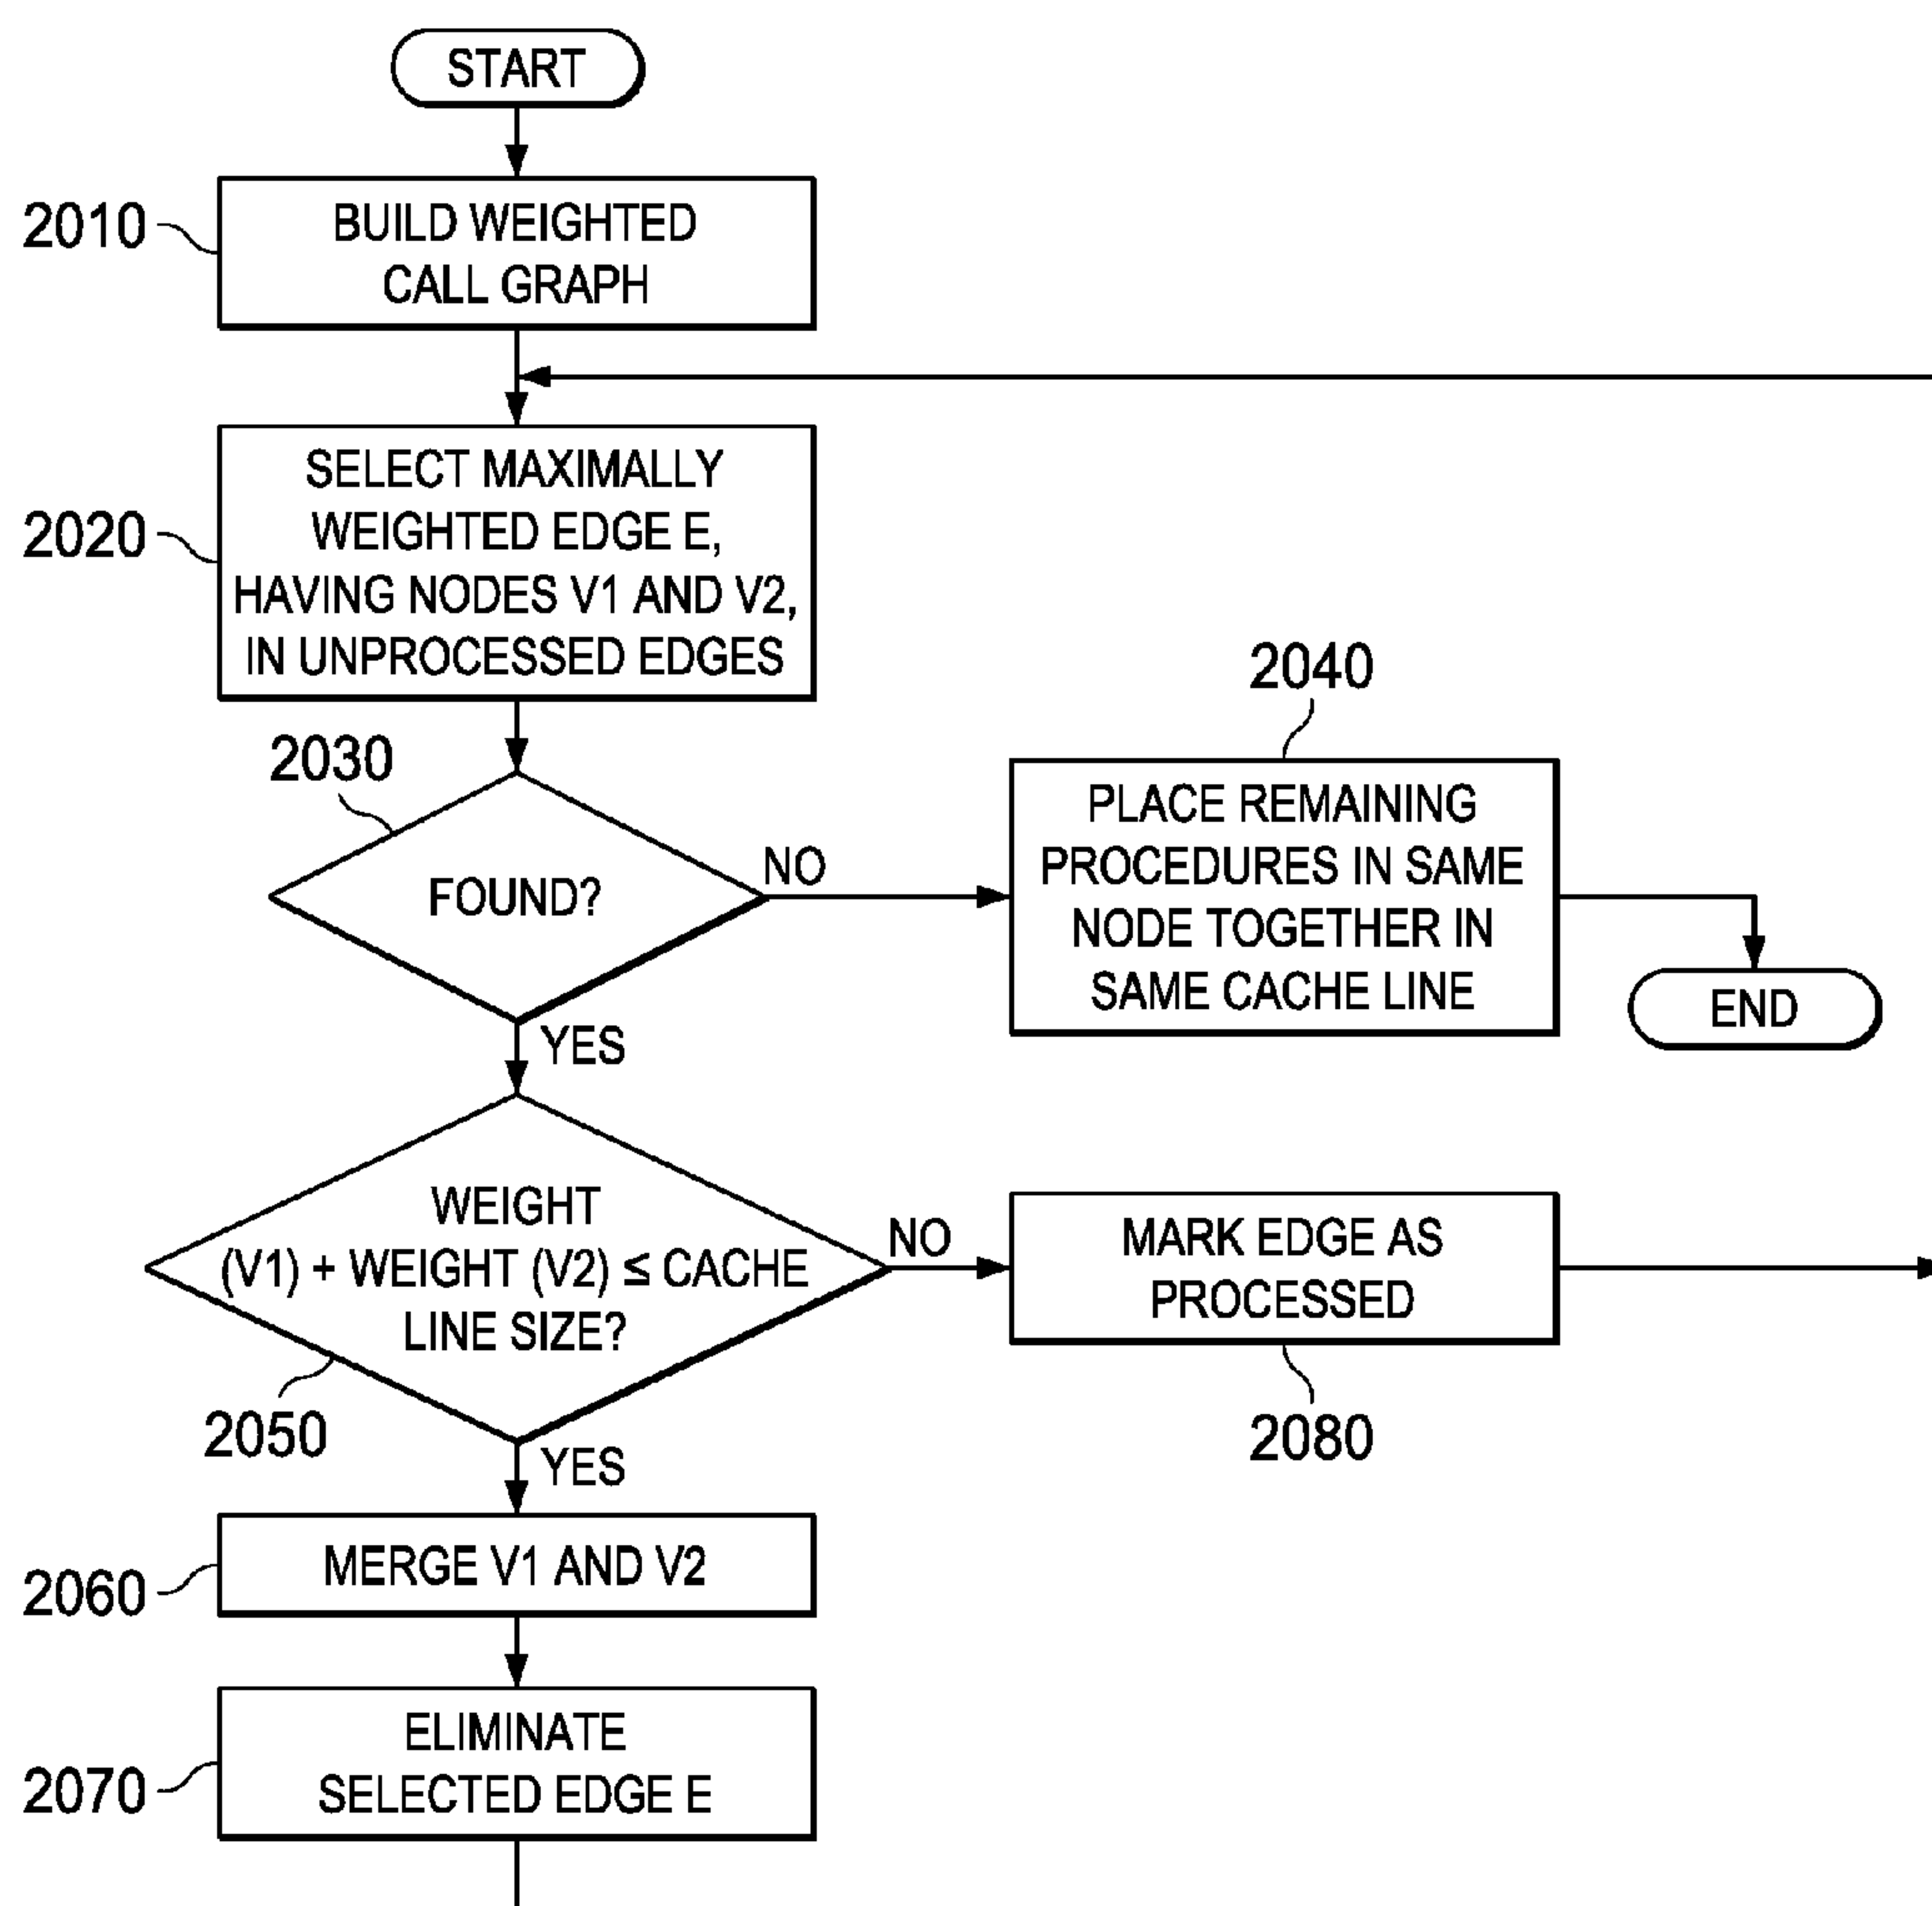 START
2010
BUILD WEIGHTED
CALL GRAPH
2020
SELECT MAXIMALLY
WEIGHTED EDGE E,
HAVING NODES V1 AND V2,
IN UNPROCESSED EDGES
2030
FOUND?
NO
2040
PLACE REMAINING
PROCEDURES IN SAME
NODE TOGETHER IN
SAME CACHE LINE
END
YES
WEIGHT
(V1) + WEIGHT (V2) ≤ CACHE
LINE SIZE?
2050
NO
MARK EDGE AS
PROCESSED
2080
YES
2060
MERGE V1 AND V2
2070
ELIMINATE
SELECTED EDGE E